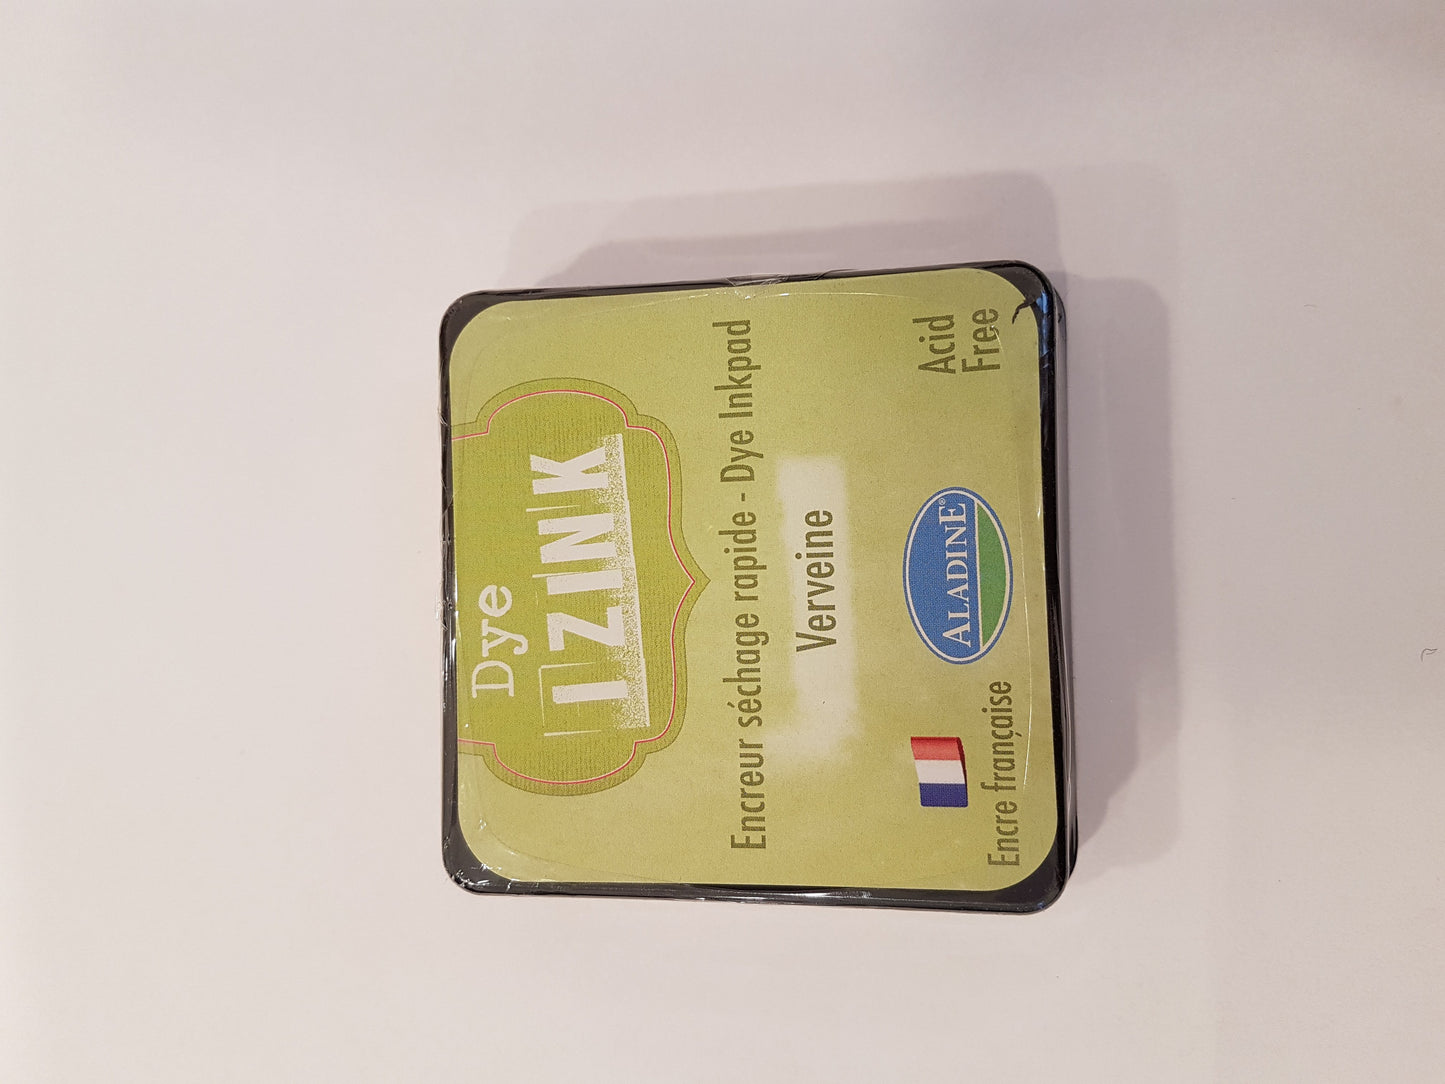 Dye
IZINK
Encreur séchage rapide - Dye Inkpad
Verveine
Encre française
ALADINE®
Acid
Free